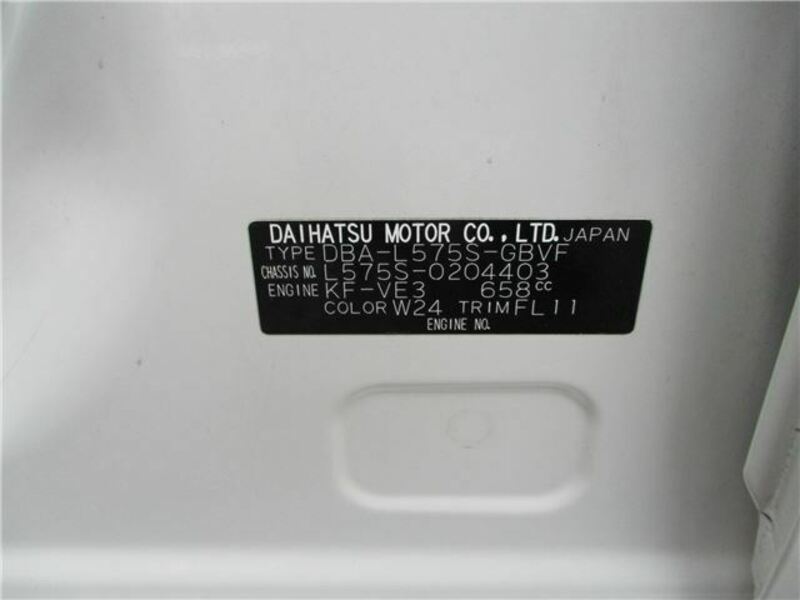 DAIHATSU MOTOR CO.,LTD. JAPAN
TYPE DBA-L575S-GBVF
CHASSIS NO. L575S-0204403
ENGINE KF-VE3 658cc
COLOR W24 TRIM FL11
ENGINE NO.